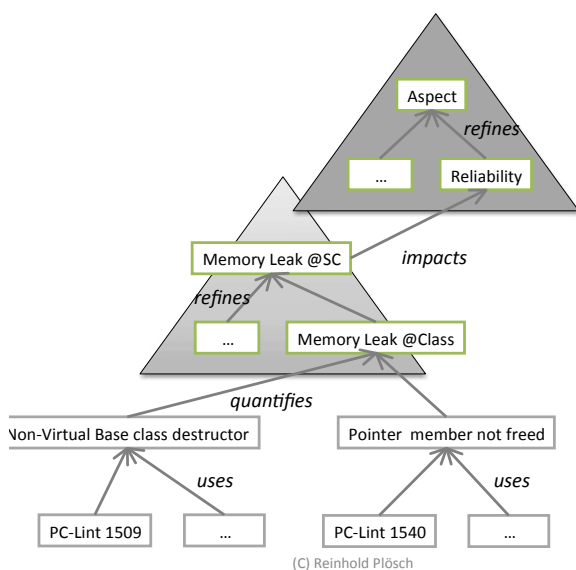 Aspect
refines
...
Reliability
Memory Leak @SC
impacts
refines
...
Memory Leak @Class
quantifies
Non-Virtual Base class destructor
Pointer member not freed
uses
uses
PC-Lint 1509
...
PC-Lint 1540
...
(C) Reinhold Plösch